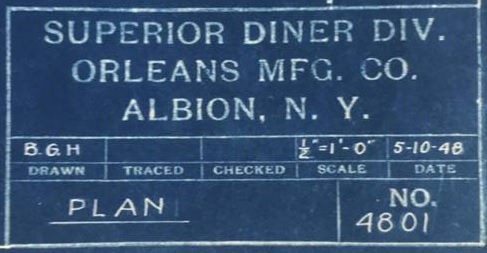 SUPERIOR DINER DIV.
ORLEANS MFG. CO.
ALBION, N. Y.
B.G.H ½"=1'-0" 5-10-48
DRAWN TRACED CHECKED SCALE DATE
PLAN
NO.
4801